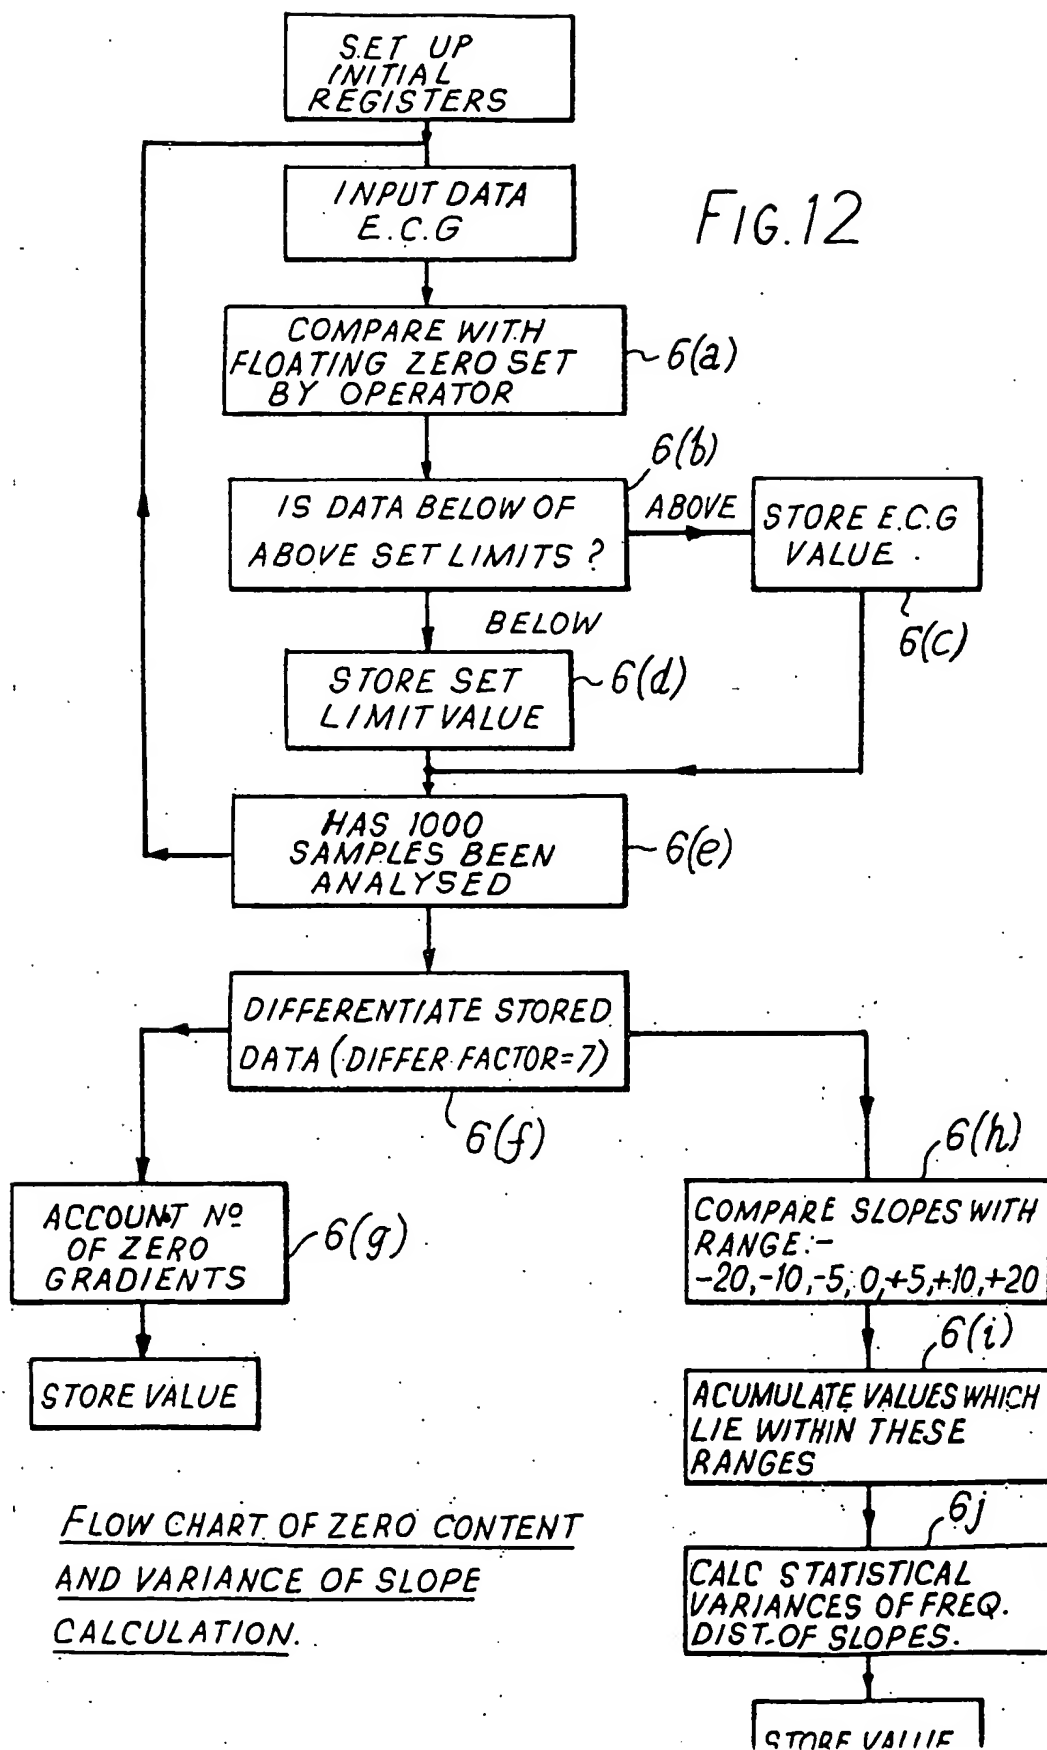 SET UP
INITIAL
REGISTERS
INPUT DATA
E.C.G
FIG.12
COMPARE WITH
FLOATING ZERO SET
BY OPERATOR
6(a)
6(b)
IS DATA BELOW OF
ABOVE SET LIMITS ?
ABOVE
STORE E.C.G
VALUE
6(c)
BELOW
STORE SET
LIMIT VALUE
6(d)
HAS 1000
SAMPLES BEEN
ANALYSED
6(e)
DIFFERENTIATE STORED
DATA (DIFFER FACTOR=7)
6(f)
ACCOUNT Nº
OF ZERO
GRADIENTS
6(g)
STORE VALUE
6(h)
COMPARE SLOPES WITH
RANGE:-
-20,-10,-5,0,+5,+10,+20
6(i)
ACUMULATE VALUES WHICH
LIE WITHIN THESE
RANGES
6j
CALC STATISTICAL
VARIANCES OF FREQ.
DIST.OF SLOPES.
STORE VALUE
FLOW CHART OF ZERO CONTENT
AND VARIANCE OF SLOPE
CALCULATION.